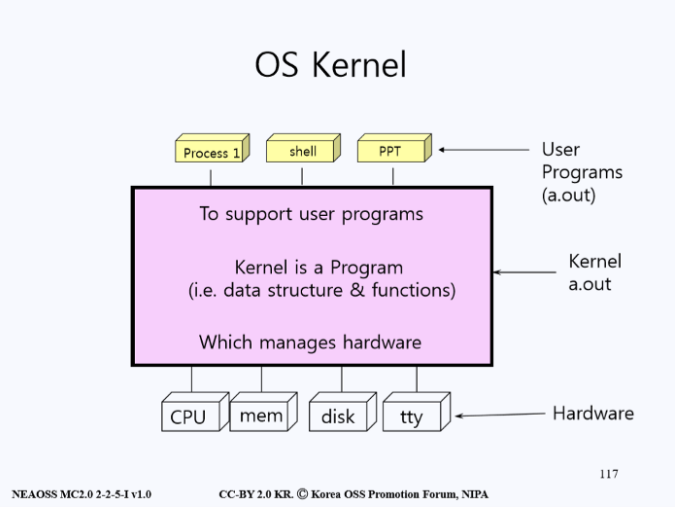 OS Kernel
Process 1
shell
PPT
User
Programs
(a.out)
To support user programs
Kernel is a Program
(i.e. data structure & functions)
Which manages hardware
Kernel
a.out
CPU
mem
disk
tty
Hardware
117
NEAOSS MC2.0 2-2-5-I v1.0
CC-BY 2.0 KR. Ⓒ Korea OSS Promotion Forum, NIPA